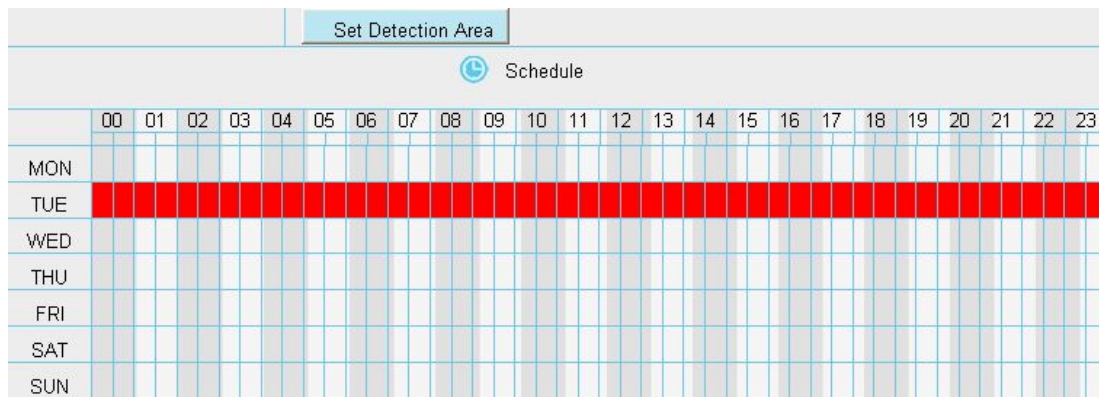 Set Detection Area
Schedule
00 01 02 03 04 05 06 07 08 09 10 11 12 13 14 15 16 17 18 19 20 21 22 23
MON
TUE
WED
THU
FRI
SAT
SUN